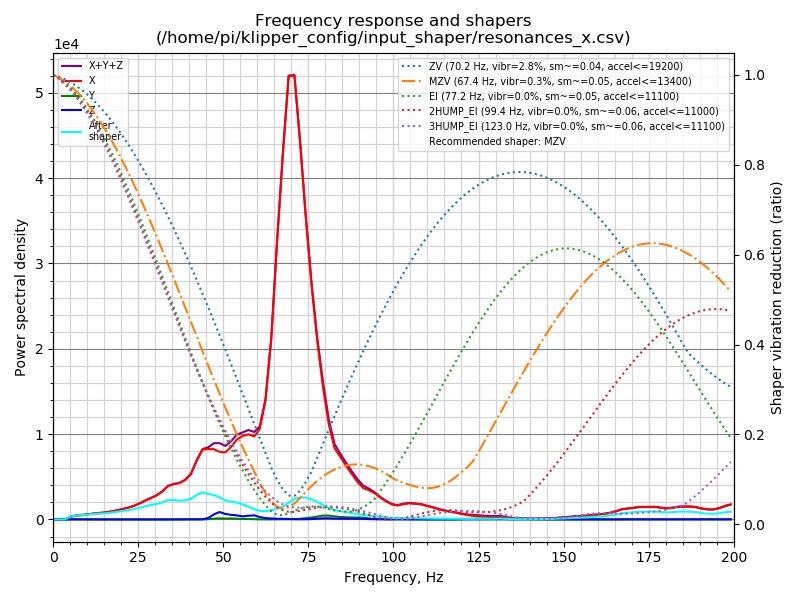 Frequency response and shapers
(/home/pi/klipper_config/input_shaper/resonances_x.csv)
1e4
X+Y+Z
X
Y
Z
After
shaper
ZV (70.2 Hz, vibr=2.8%, sm~=0.04, accel<=19200)
MZV (67.4 Hz, vibr=0.3%, sm~=0.05, accel<=13400)
EI (77.2 Hz, vibr=0.0%, sm~=0.05, accel<=11100)
2HUMP_EI (99.4 Hz, vibr=0.0%, sm~=0.06, accel<=11000)
3HUMP_EI (123.0 Hz, vibr=0.0%, sm~=0.06, accel<=11100)
Recommended shaper: MZV
5
4
3
2
1
0
Power spectral density
1.0
0.8
0.6
0.4
0.2
0.0
Shaper vibration reduction (ratio)
0 25 50 75 100 125 150 175 200
Frequency, Hz